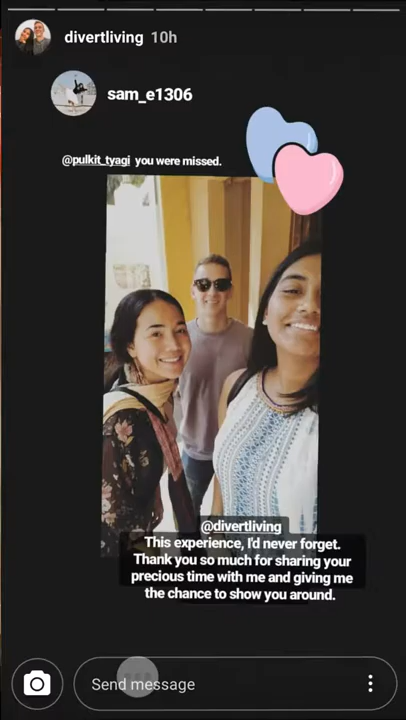 divertliving 10h
sam_e1306
@pulkit_tyagi you were missed.
@divertliving
This experience, I'd never forget.
Thank you so much for sharing your
precious time with me and giving me
the chance to show you around.
Send message